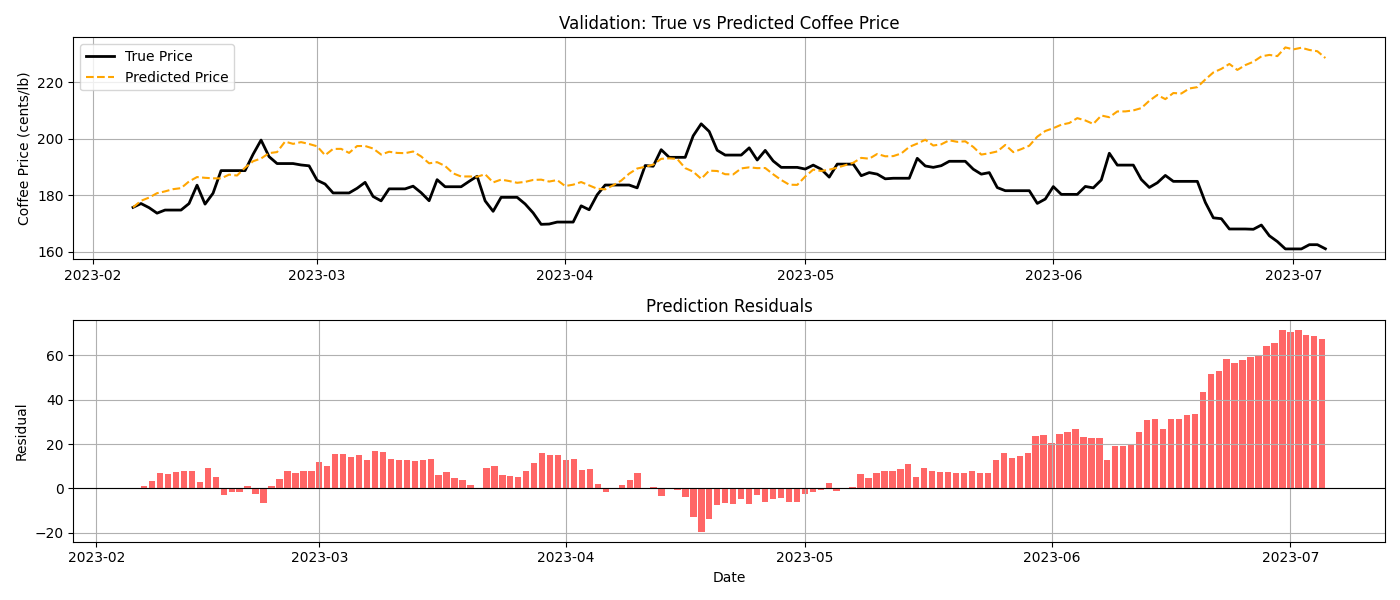 Validation: True vs Predicted Coffee Price
Coffee Price (cents/lb)
220
200
180
160
True Price
Predicted Price
2023-02 2023-03 2023-04 2023-05 2023-06 2023-07
Prediction Residuals
Residual
60
40
20
0
−20
2023-02 2023-03 2023-04 2023-05 2023-06 2023-07
Date